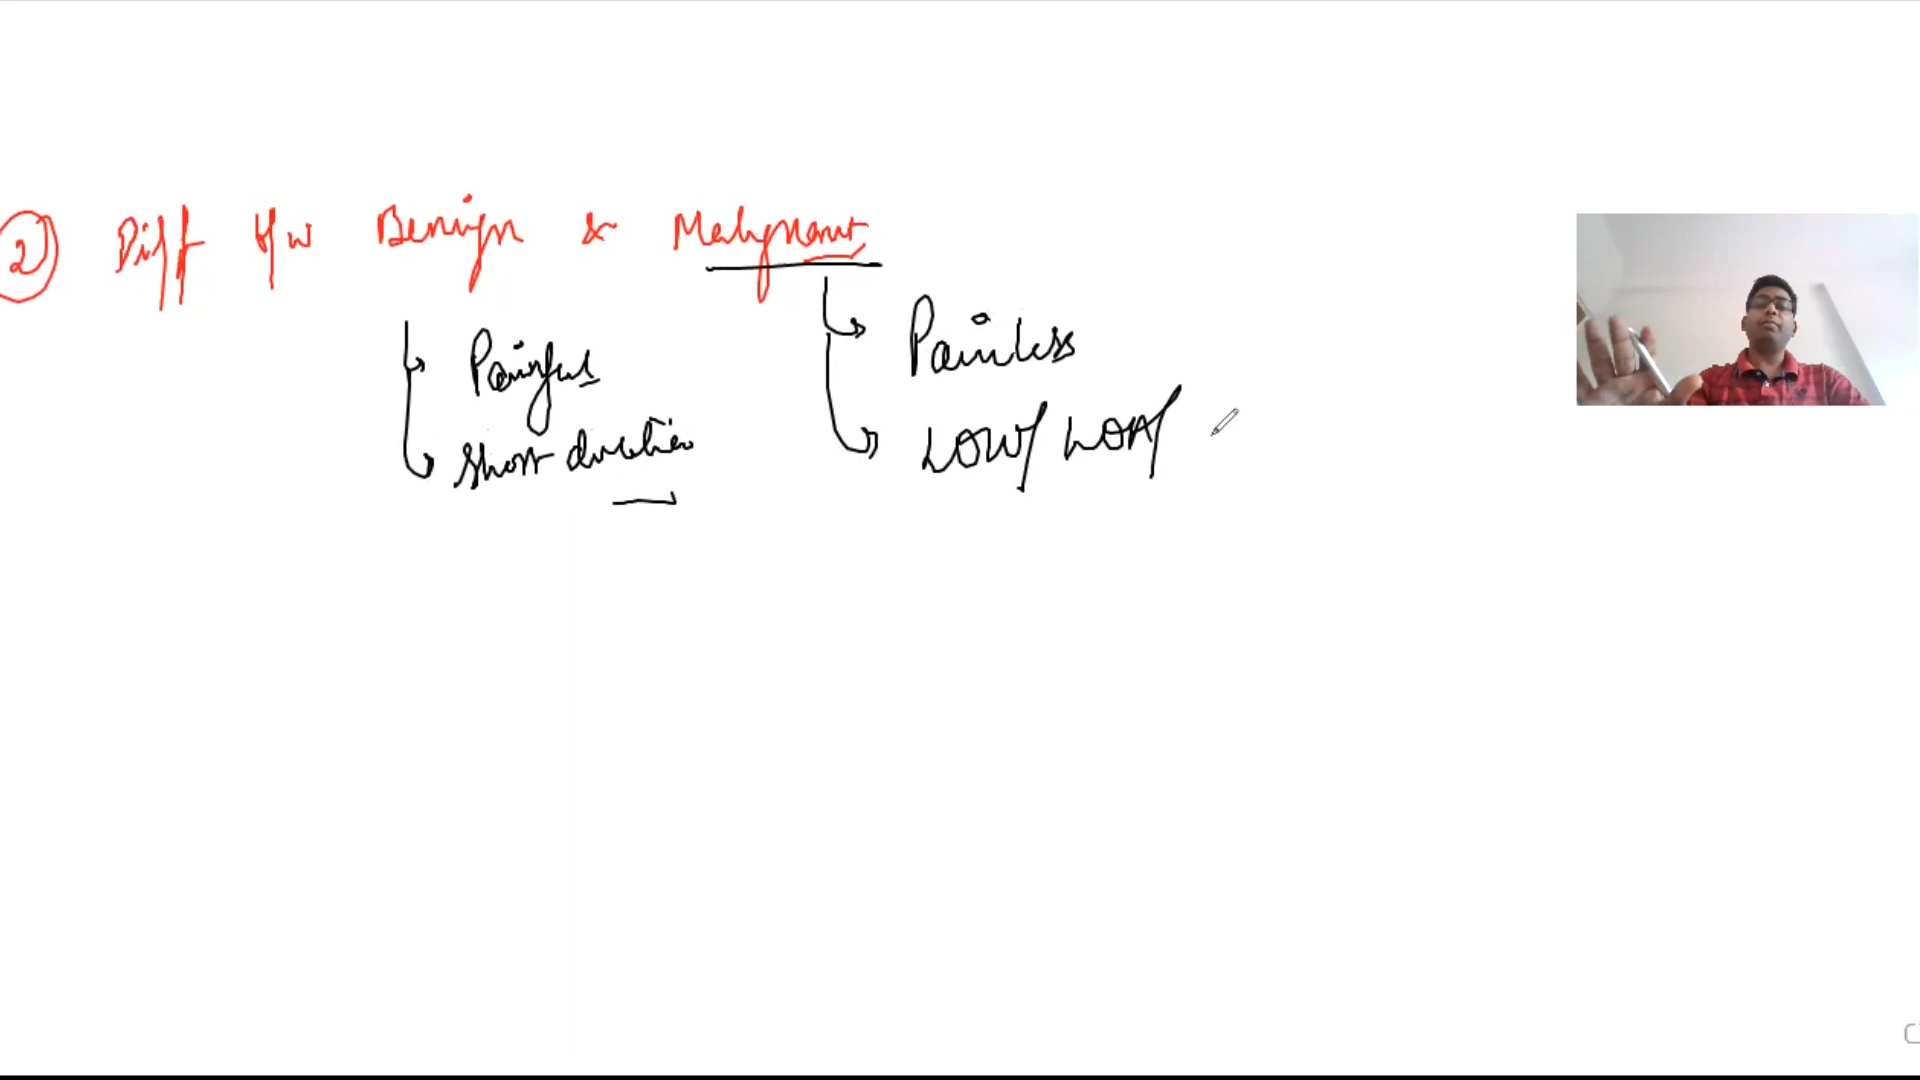 2 Diff b/w Benign & Malignant
Painful
Short duration
Painless
LOW/ LOA/